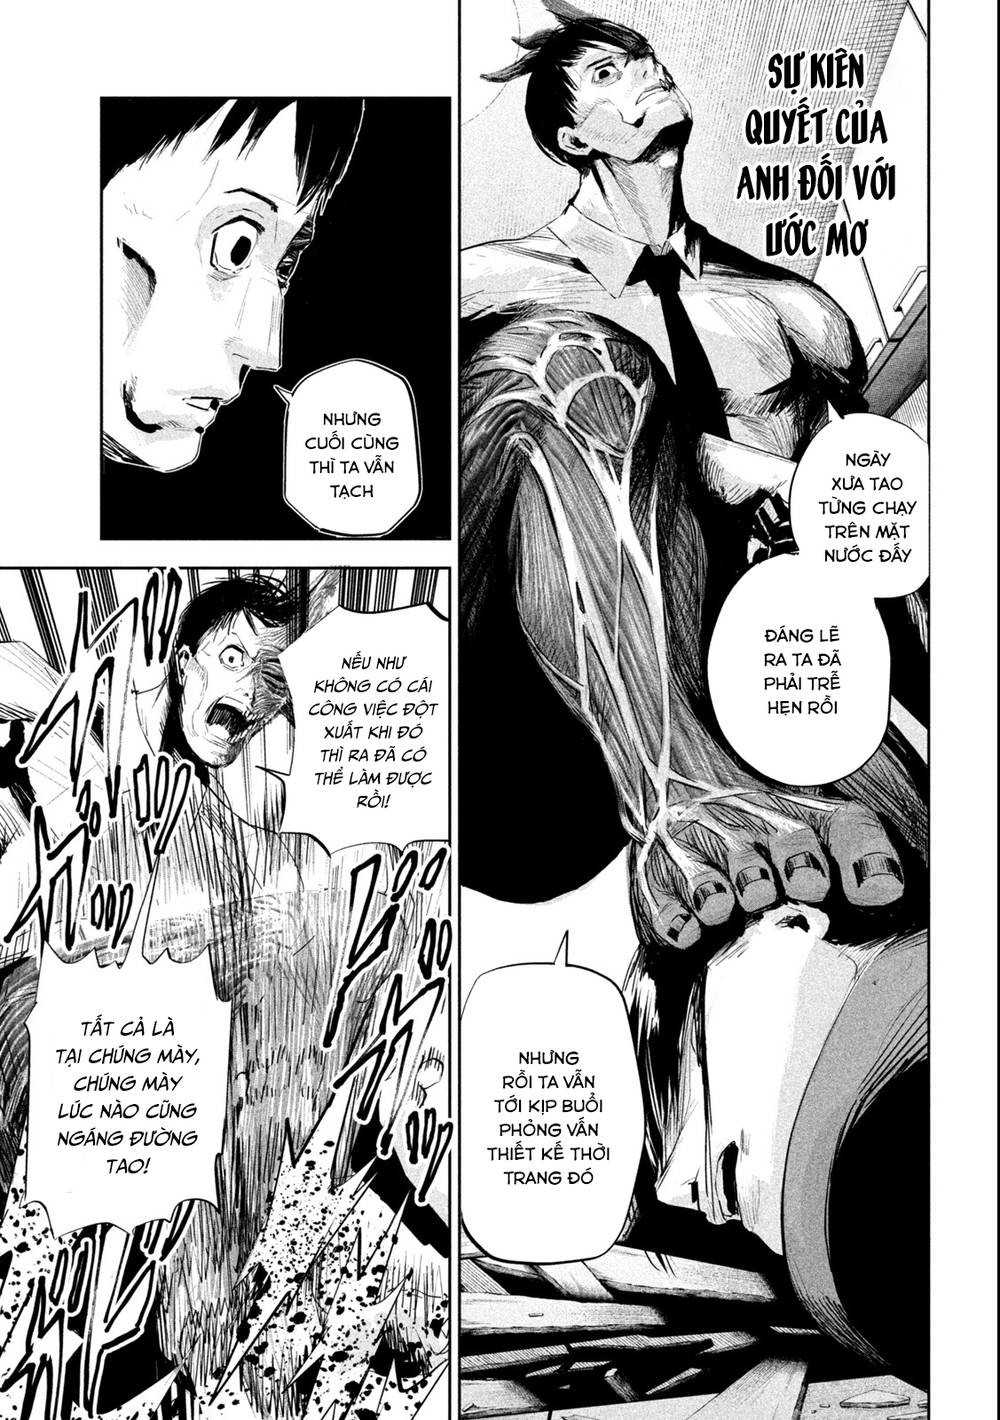 SỰ KIÊN
QUYẾT CỦA
ANH ĐỐI VỚI
ƯỚC MƠ
NGÀY
XƯA TAO
TỪNG CHẠY
TRÊN MẶT
NƯỚC ĐẤY
ĐÁNG LẼ
RA TA ĐÃ
PHẢI TRỄ
HẸN RỒI
NHƯNG
RỒI TA VẪN
TỚI KỊP BUỔI
PHỎNG VẤN
THIẾT KẾ THỜI
TRANG ĐÓ
NHƯNG
CUỐI CÙNG
THÌ TA VẪN
TẠCH
NẾU NHƯ
KHÔNG CÓ CÁI
CÔNG VIỆC ĐỘT
XUẤT KHI ĐÓ
THÌ RA ĐÃ CÓ
THỂ LÀM ĐƯỢC
RỒI!
TẤT CẢ LÀ
TẠI CHÚNG MÀY,
CHÚNG MÀY
LÚC NÀO CŨNG
NGÁNG ĐƯỜNG
TAO!